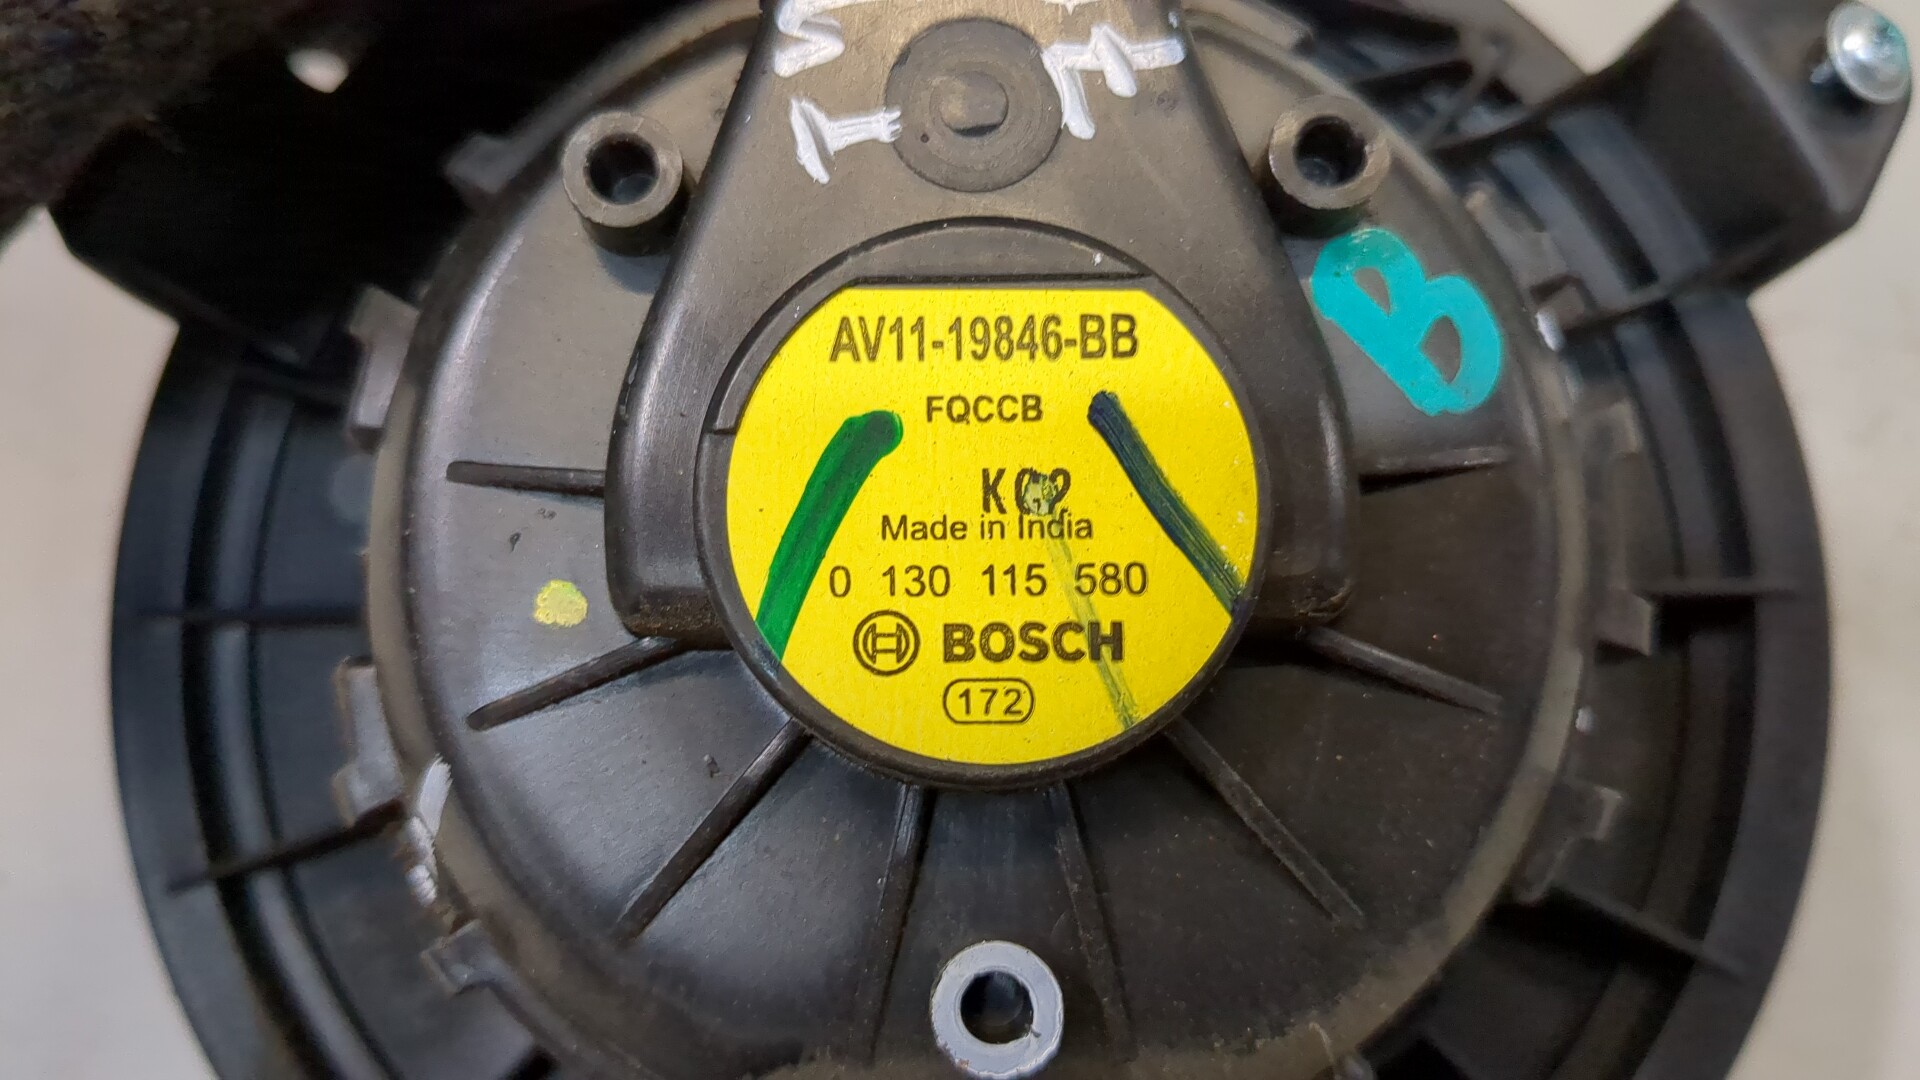 AV11-19846-BB
FQCCB
Made in India
0 130 115 580
BOSCH
172
B